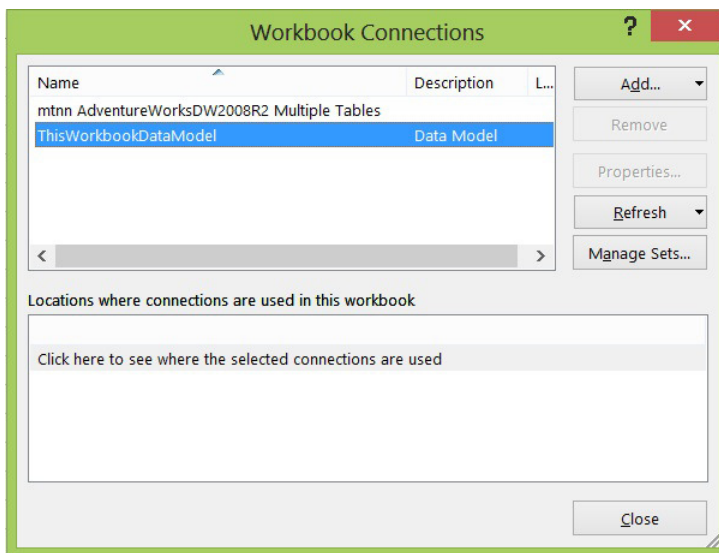 Workbook Connections
?
Name Description L...
mtnn AdventureWorksDW2008R2 Multiple Tables
ThisWorkbookDataModel Data Model
Add...
Remove
Properties...
Refresh
Manage Sets...
Locations where connections are used in this workbook
Click here to see where the selected connections are used
Close